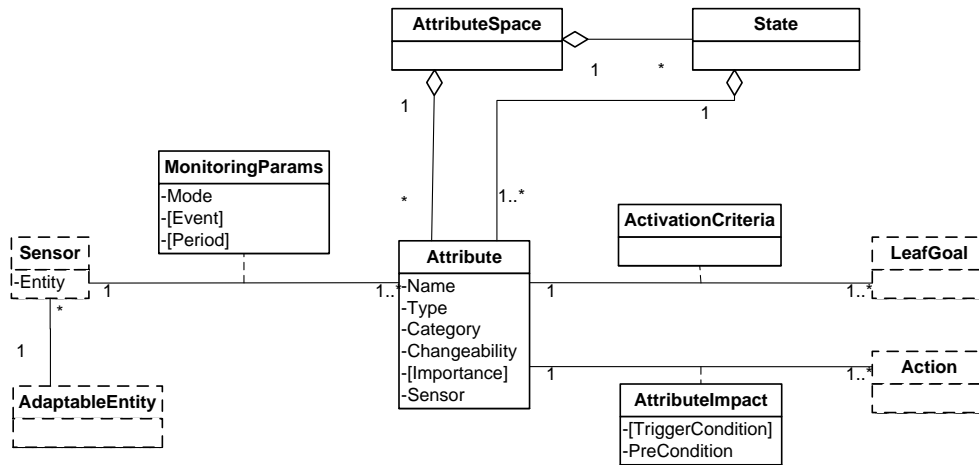 AttributeSpace
State
1
*
1
1
MonitoringParams
-Mode
-[Event]
-[Period]
*
1..*
ActivationCriteria
Sensor
-Entity
Attribute
-Name
-Type
-Category
-Changeability
-[Importance]
-Sensor
LeafGoal
1
1..*
1
1..*
*
1
AdaptableEntity
1
1..*
Action
AttributeImpact
-[TriggerCondition]
-PreCondition